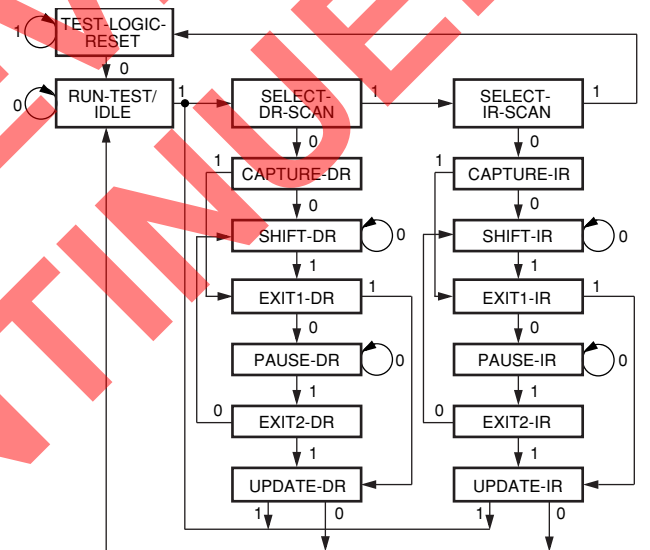 TEST-LOGIC-
RESET
1
0
RUN-TEST/
IDLE
0
1
SELECT-
DR-SCAN
1
SELECT-
IR-SCAN
1
0
0
1
CAPTURE-DR
1
CAPTURE-IR
0
0
SHIFT-DR
0
SHIFT-IR
0
1
1
EXIT1-DR
1
EXIT1-IR
1
0
0
PAUSE-DR
0
PAUSE-IR
0
1
1
0
EXIT2-DR
0
EXIT2-IR
1
1
UPDATE-DR
UPDATE-IR
1
0
1
0